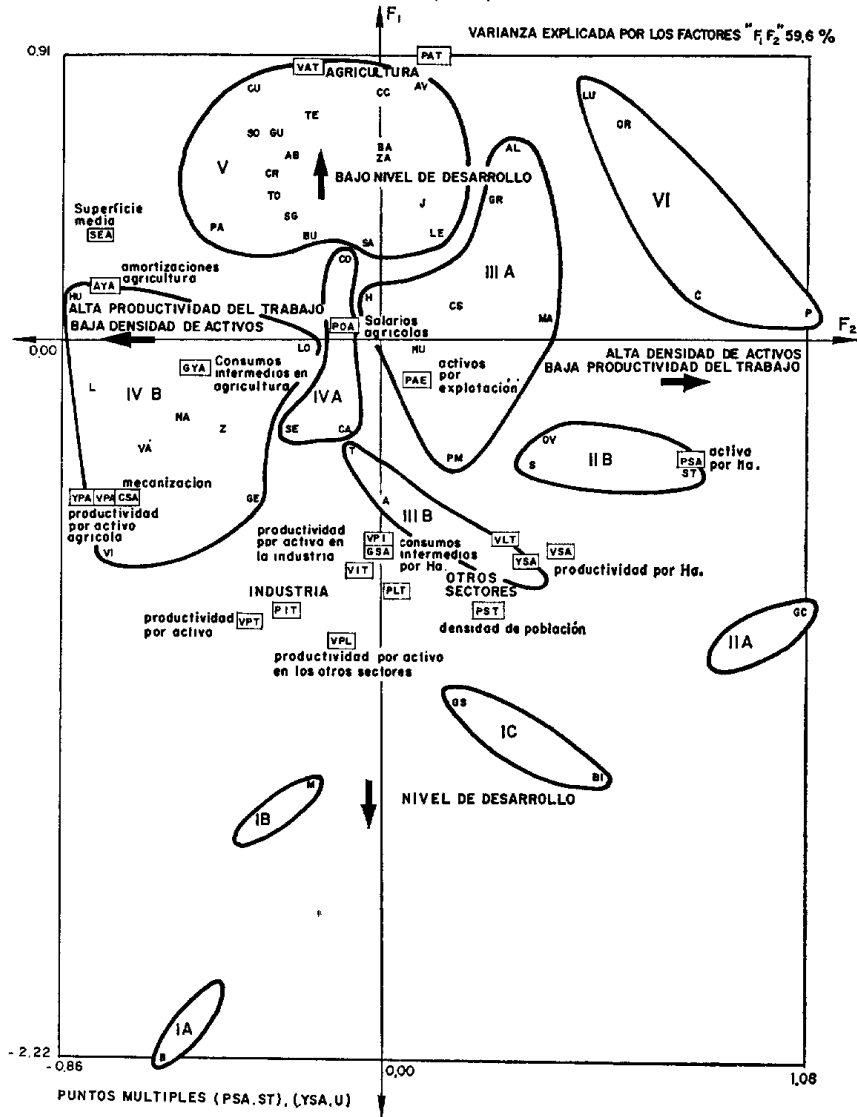 F₁
VARIANZA EXPLICADA POR LOS FACTORES "F₁ F₂" 59,6 %
0.91
VAT
AGRICULTURA
PAT
CU
CC
AV
TE
SO GU
AB
BA
ZA
V
CR
TO
BAJO NIVEL DE DESARROLLO
J
SG
PA
BU
SA
LE
LU
OR
AL
GR
VI
Superficie
media
SEA
CO
III A
amortizaciones
agricultura
AYA
HU
H
CS
C
MA
P
ALTA PRODUCTIVIDAD DEL TRABAJO
BAJA DENSIDAD DE ACTIVOS
POA
Salarios
agrícolas
F₂
0.00
LO
MU
ALTA DENSIDAD DE ACTIVOS
BAJA PRODUCTIVIDAD DEL TRABAJO
GYA
Consumos
intermedios en
agricultura
PAE
activos
por
explotación
L
IV B
IV A
NA
Z
VÁ
SE
CA
T
PM
OV
S
II B
PSA
ST
activa
por Ha.
mecanizacion
YPA VPA CSA
productividad
por activo
agrícola
GE
A
III B
VI
productividad
por activa en
la industria
VPI
GSA
consumos
intermedios
por Ha.
VLT
YSA
VSA
productividad por Ha.
VIT
INDUSTRIA
PLT
OTROS
SECTORES
PIT
PST
densidad de población
productividad
por activa
VPT
VPL
productividad por activo
en los otros sectores
GC
II A
GS
IC
BI
M
NIVEL DE DESARROLLO
IB
IA
B
-2,22
-0.86
0,00
1,08
PUNTOS MULTIPLES (PSA.ST), (YSA,U)